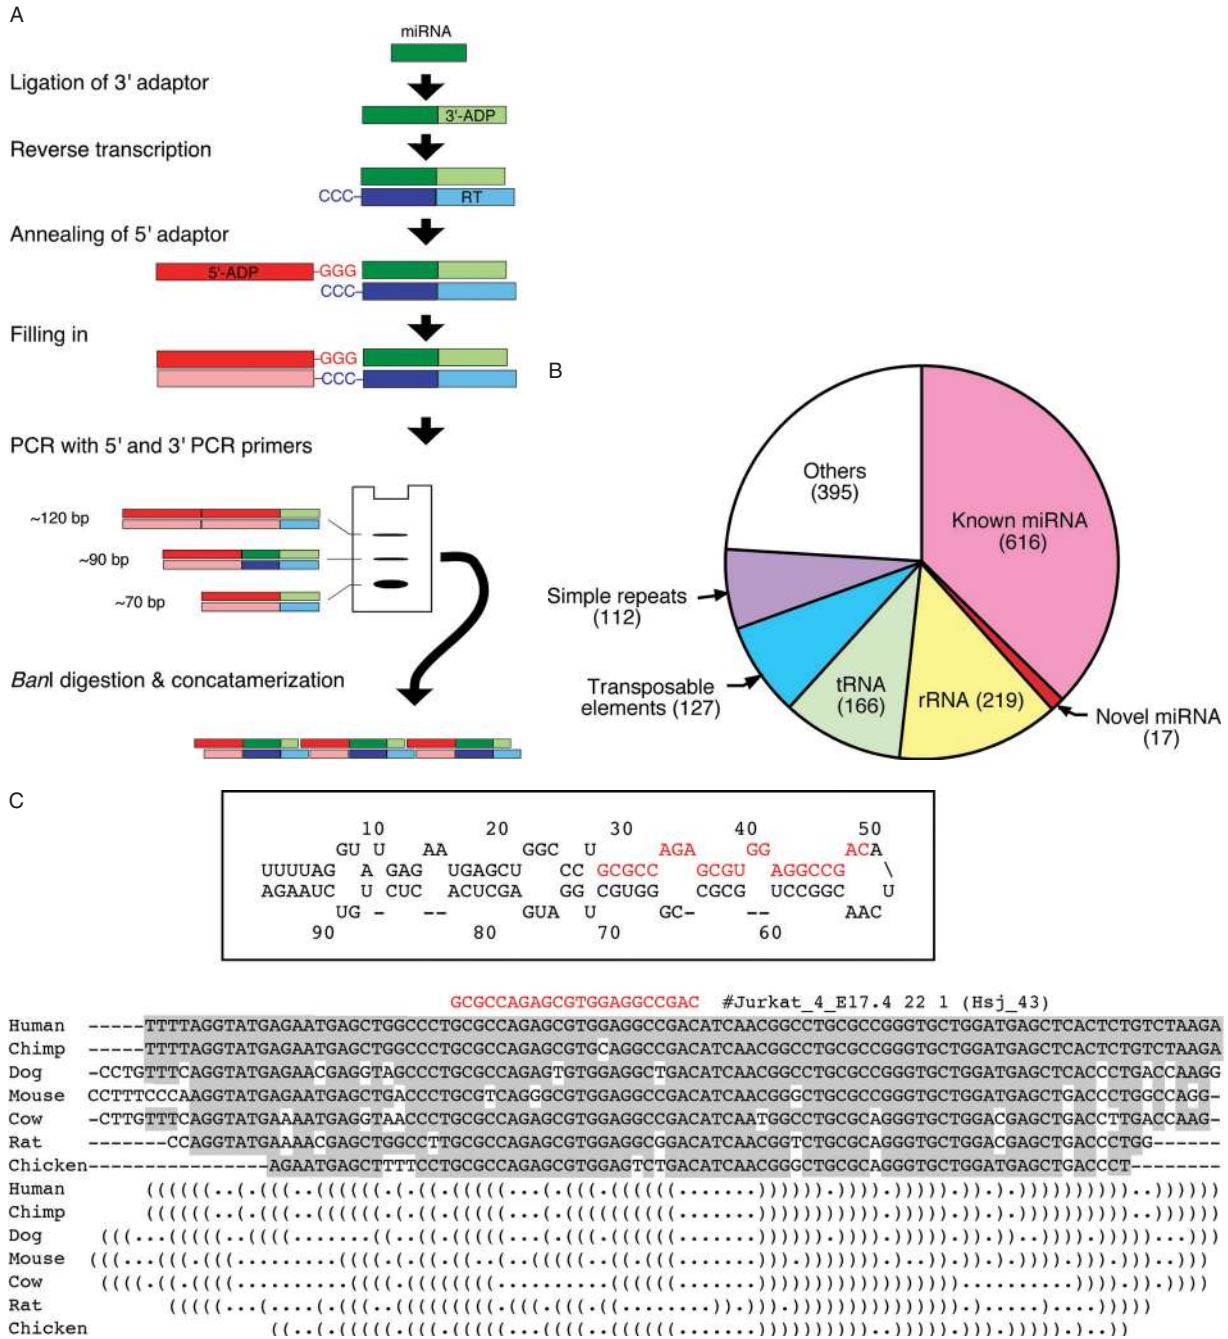 A
miRNA
Ligation of 3' adaptor
3'-ADP
Reverse transcription
CCC
RT
Annealing of 5' adaptor
5'-ADP
GGG
CCC
Filling in
GGG
CCC
PCR with 5' and 3' PCR primers
~120 bp
~90 bp
~70 bp
BanI digestion & concatamerization
B
Others
(395)
Known miRNA
(616)
Simple repeats
(112)
Transposable
elements (127)
tRNA
(166)
rRNA (219)
Novel miRNA
(17)
C
10 20 30 40 50
GU U AA GGC U AGA GG ACA
UUUUAG A GAG UGAGCU CC GCGCC GCGU AGGCCG \
AGAAUC U CUC ACUCGA GG CGUGG CGCG UCCGGC U
UG - -- GUA U GC- -- AAC
90 80 70 60
GCGCCAGAGCGTGGAGGCCGAC #Jurkat_4_E17.4 22 1 (Hsj_43)
Human -----TTTTAGGTATGAGAATGAGCTGGCCCTGCGCCAGAGCGTGGAGGCCGACATCAACGGCCTGCGCCGGGTGCTGGATGAGCTCACTCTGTCTAAGA
Chimp -----TTTTAGGTATGAGAATGAGCTGGCCCTGCGCCAGAGCGTGCAGGCCGACATCAACGGCCTGCGCCGGGTGCTGGATGAGCTCACTCTGTCTAAGA
Dog -CCTGTTTCAGGTATGAGAACGAGGTAGCCCTGCGCCAGAGTGTGGAGGCTGACATCAACGGCCTGCGCCGGGTGCTGGATGAGCTCACCCTGACCAAGG
Mouse CCTTTCCCAAGGTATGAGAATGAGCTGACCCTGCGTCAGGGCGTGGAGGCCGACATCAACGGGCTGCGCCGGGTGCTGGATGAGCTGACCCTGGCCAGG-
Cow -CTTGTTTCAGGTATGAAAATGAGGTAACCCTGCGCCAGAGCGTGGAGGCCGACATCAATGGGCTGCGCAGGGTGCTGGACGAGCTGACCTTGACCAAG-
Rat -------CCAGGTATGAAAACGAGCTGGCCTTGCGCCAGAGCGTGGAGGCGGACATCAACGGTCTGCGCAGGGTGCTGGACGAGCTGACCCTGG------
Chicken----------------AGAATGAGCTTTTCCTGCGCCAGAGCGTGGAGTCTGACATCAACGGGCTGCGCAGGGTGCTGGATGAGCTGACCCT--------
Human
Chimp
Dog
Mouse
Cow
Rat
Chicken